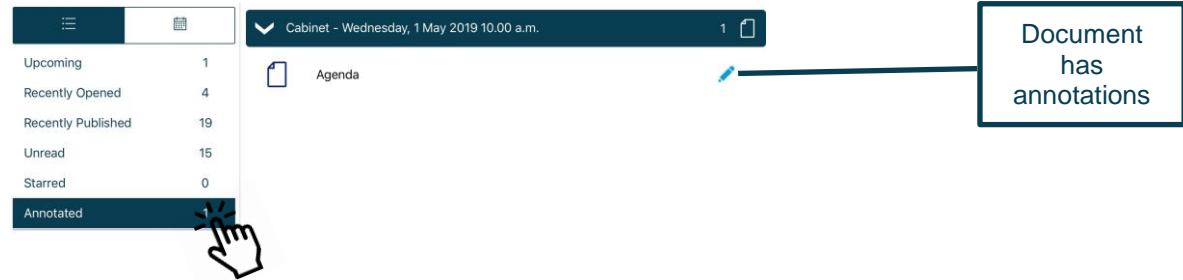 Cabinet - Wednesday, 1 May 2019 10.00 a.m. 1
Upcoming 1
Recently Opened 4
Recently Published 19
Unread 15
Starred 0
Annotated 1
Agenda
Document
has
annotations